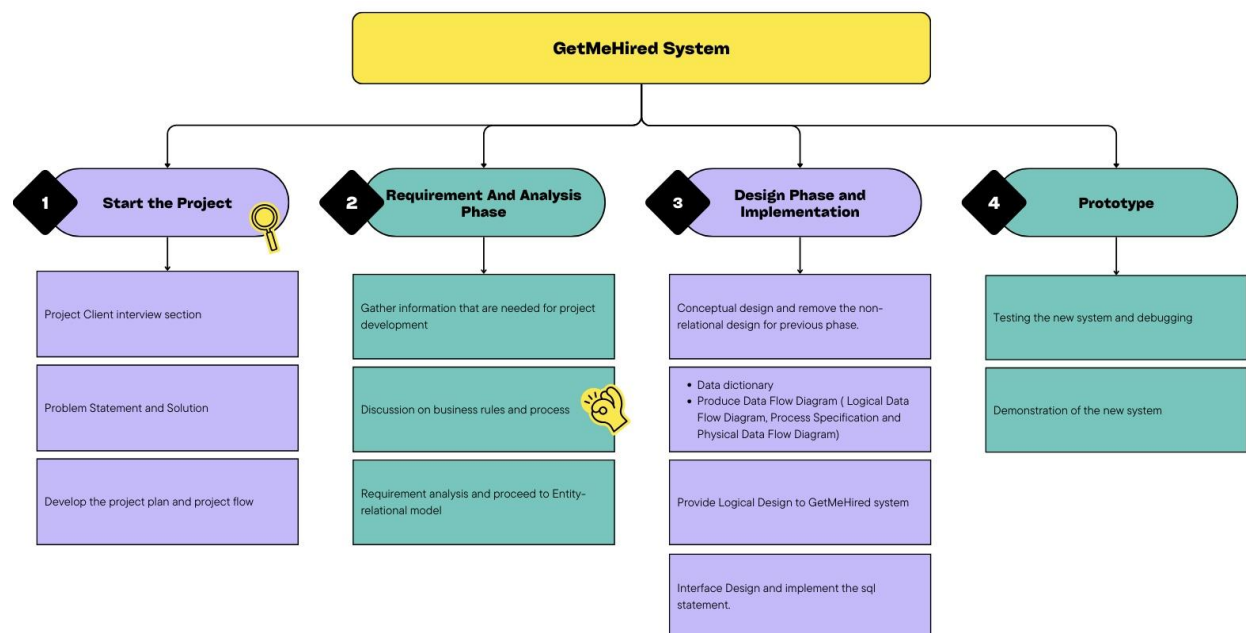 GetMeHired System
1
Start the Project
Project Client interview section
Problem Statement and Solution
Develop the project plan and project flow
2
Requirement And Analysis
Phase
Gather information that are needed for project
development
Discussion on business rules and process
Requirement analysis and proceed to Entity-
relational model
3
Design Phase and
Implementation
Conceptual design and remove the non-
relational design for previous phase.
• Data dictionary
• Produce Data Flow Diagram ( Logical Data
Flow Diagram, Process Specification and
Physical Data Flow Diagram)
Provide Logical Design to GetMeHired system
Interface Design and implement the sql
statement.
4
Prototype
Testing the new system and debugging
Demonstration of the new system